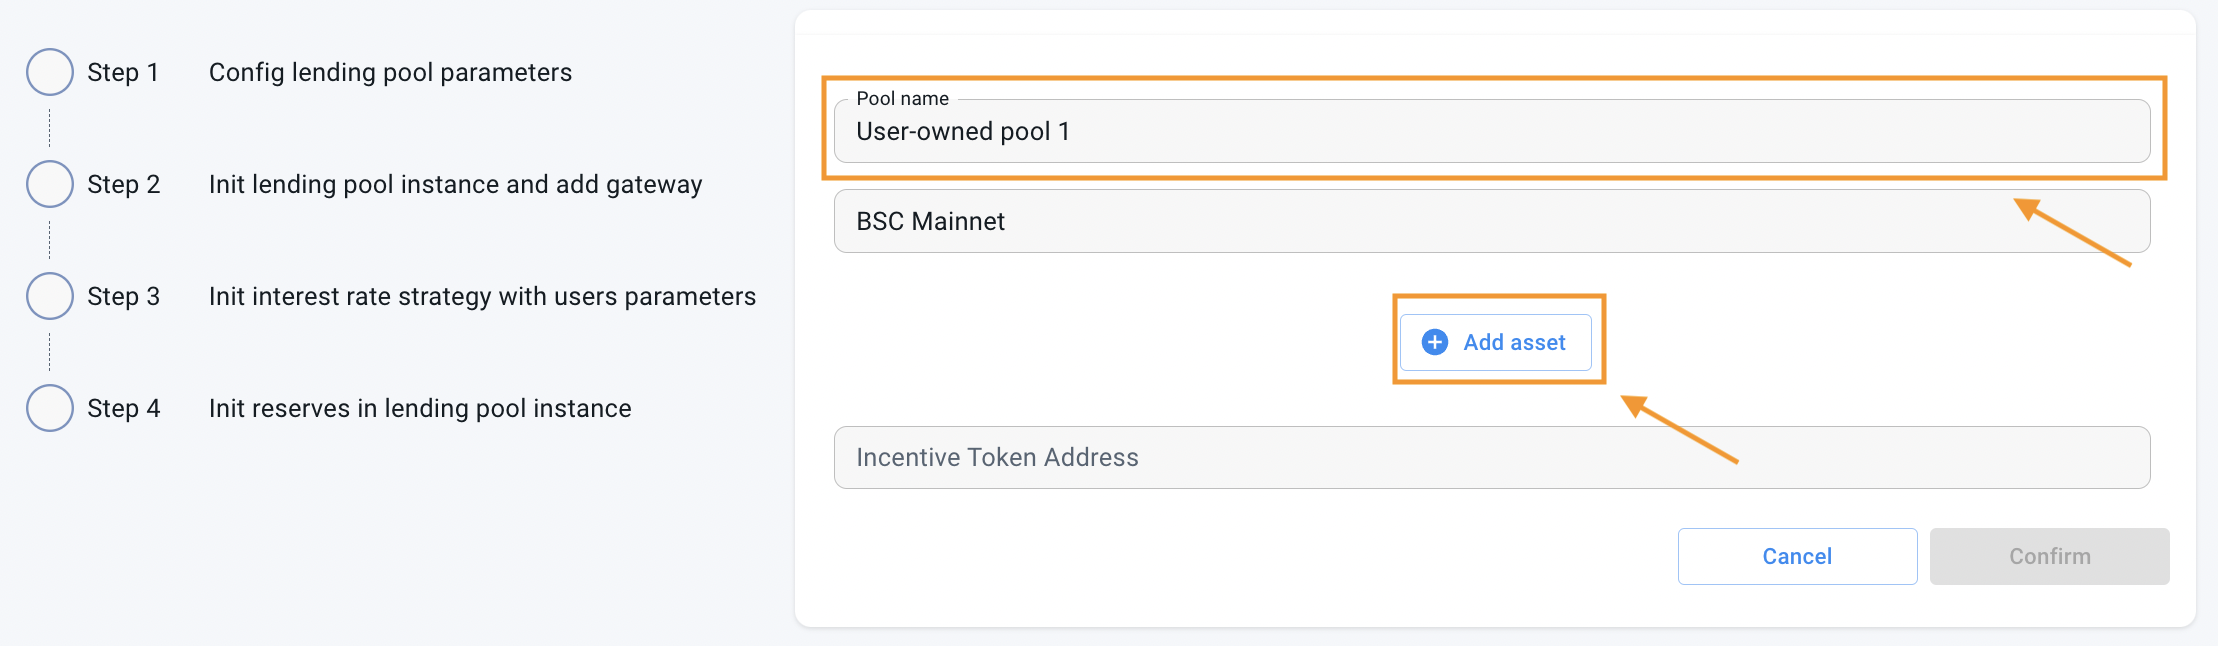 Step 1 Config lending pool parameters
Step 2 Init lending pool instance and add gateway
Step 3 Init interest rate strategy with users parameters
Step 4 Init reserves in lending pool instance
Pool name
User-owned pool 1
BSC Mainnet
Add asset
Incentive Token Address
Cancel Confirm